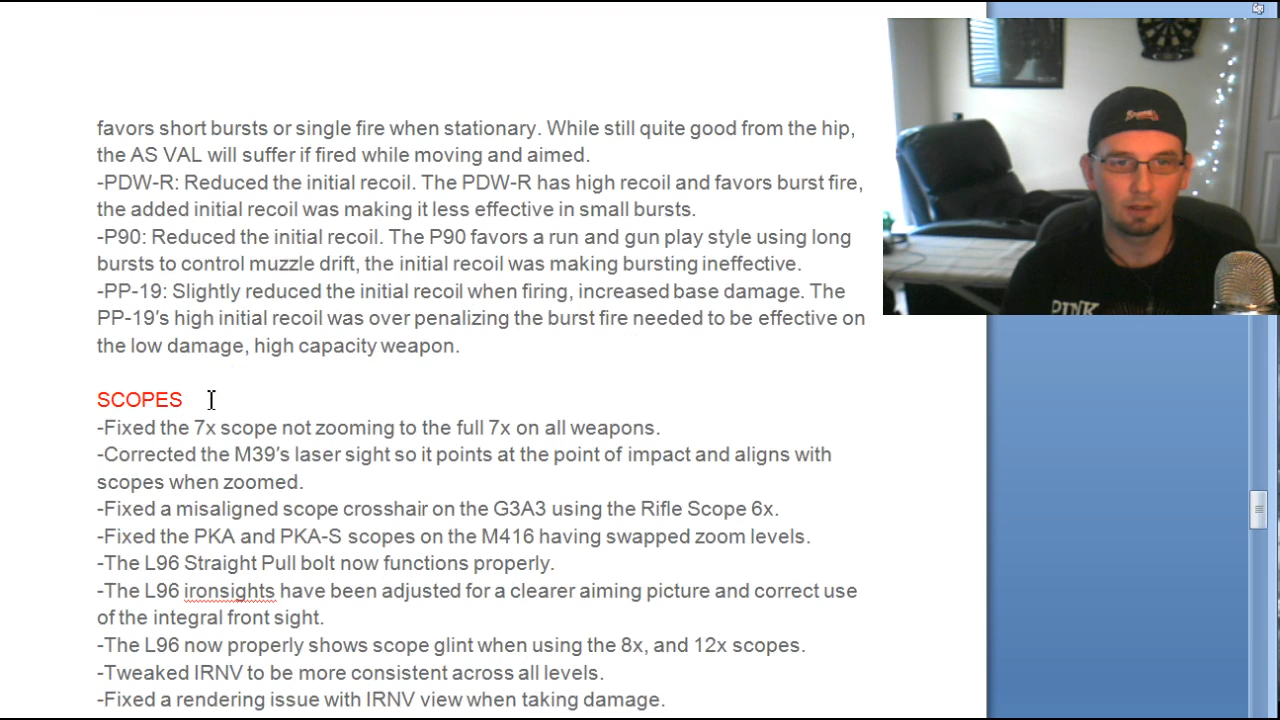 favors short bursts or single fire when stationary. While still quite good from the hip,
the AS VAL will suffer if fired while moving and aimed.
-PDW-R: Reduced the initial recoil. The PDW-R has high recoil and favors burst fire,
the added initial recoil was making it less effective in small bursts.
-P90: Reduced the initial recoil. The P90 favors a run and gun play style using long
bursts to control muzzle drift, the initial recoil was making bursting ineffective.
-PP-19: Slightly reduced the initial recoil when firing, increased base damage. The
PP-19′s high initial recoil was over penalizing the burst fire needed to be effective on
the low damage, high capacity weapon.
SCOPES
-Fixed the 7x scope not zooming to the full 7x on all weapons.
-Corrected the M39′s laser sight so it points at the point of impact and aligns with
scopes when zoomed.
-Fixed a misaligned scope crosshair on the G3A3 using the Rifle Scope 6x.
-Fixed the PKA and PKA-S scopes on the M416 having swapped zoom levels.
-The L96 Straight Pull bolt now functions properly.
-The L96 ironsights have been adjusted for a clearer aiming picture and correct use
of the integral front sight.
-The L96 now properly shows scope glint when using the 8x, and 12x scopes.
-Tweaked IRNV to be more consistent across all levels.
-Fixed a rendering issue with IRNV view when taking damage.
PINK